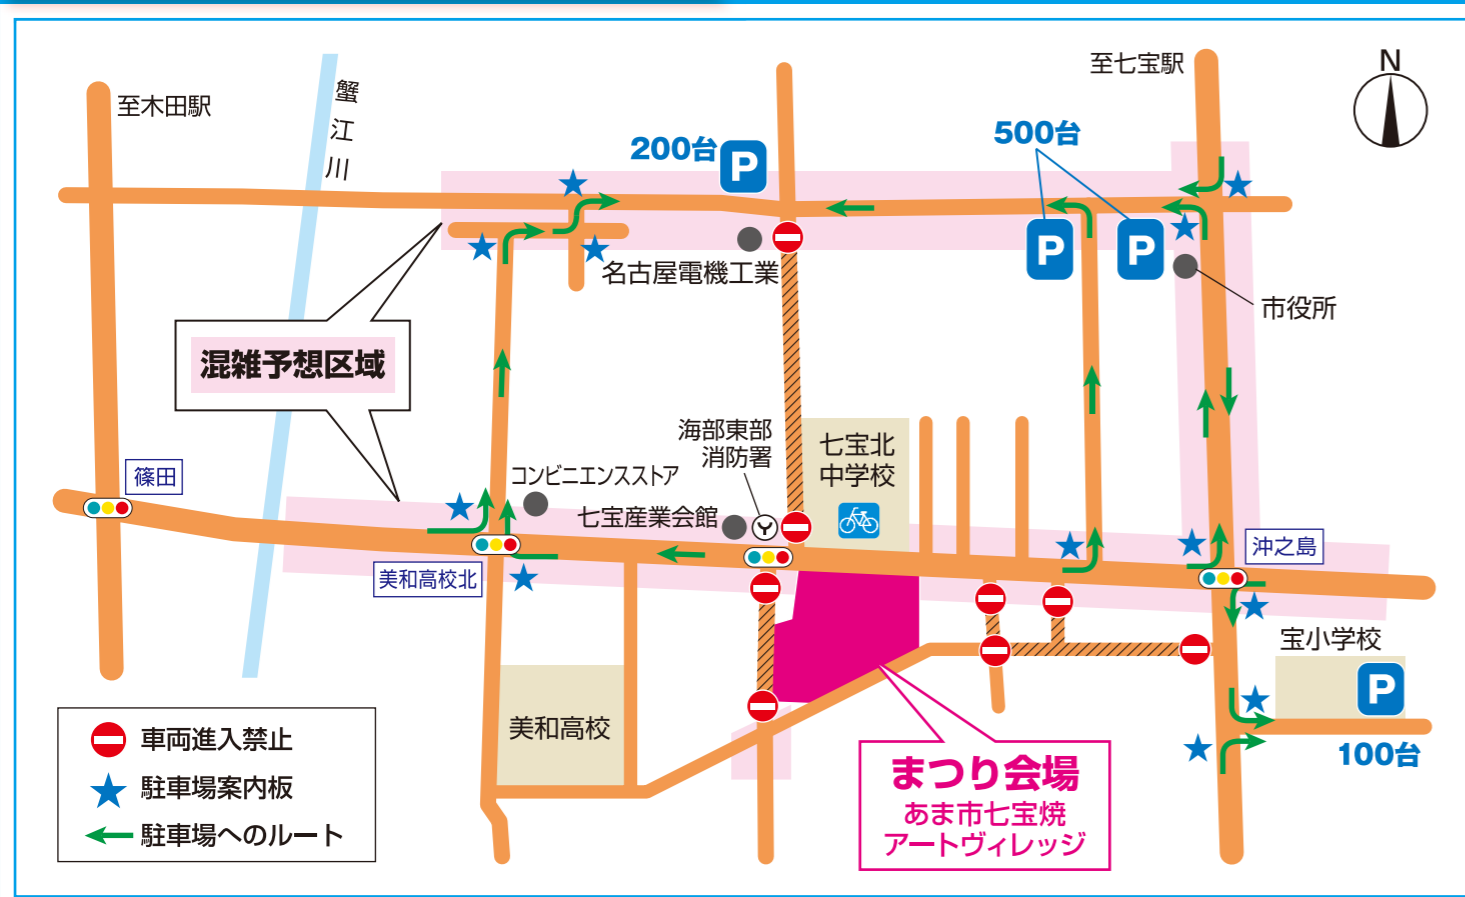 至七宝駅
N
至木田駅
蟹江川
200台
P
500台
P
P
名古屋電機工業
市役所
混雑予想区域
海部東部
消防署
七宝北
中学校
篠田
コンビニエンスストア
七宝産業会館
沖之島
美和高校北
宝小学校
P
100台
美和高校
車両進入禁止
駐車場案内板
駐車場へのルート
まつり会場
あま市七宝焼
アートヴィレッジ